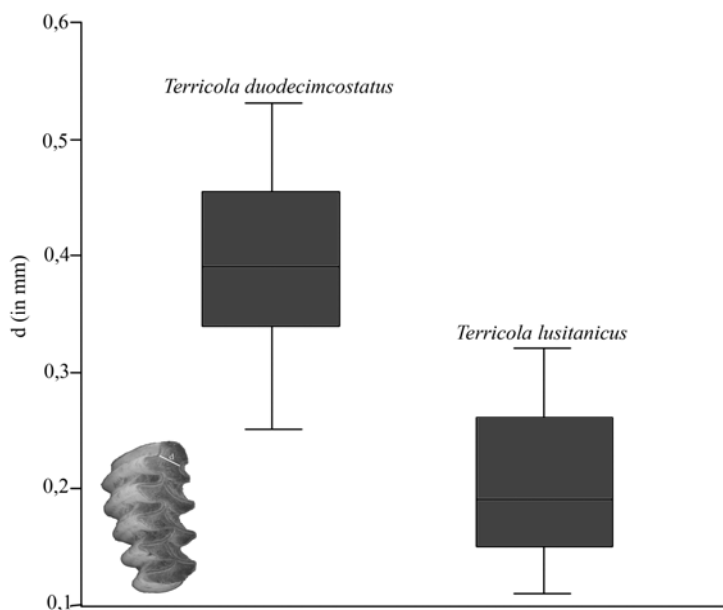 0,6
Terricola duodecimcostatus
0,5
0,4
d (in mm)
Terricola lusitanicus
0,3
d
0,2
0,1